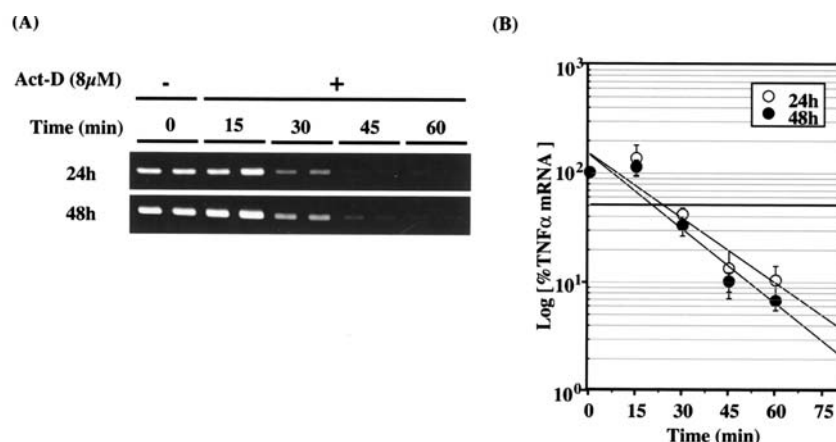 (A)
Act-D (8µM) - +
Time (min) 0 15 30 45 60
24h
48h
(B)
Log [%TNFα mRNA]
10³
10²
10¹
10⁰
24h
48h
0 15 30 45 60 75
Time (min)